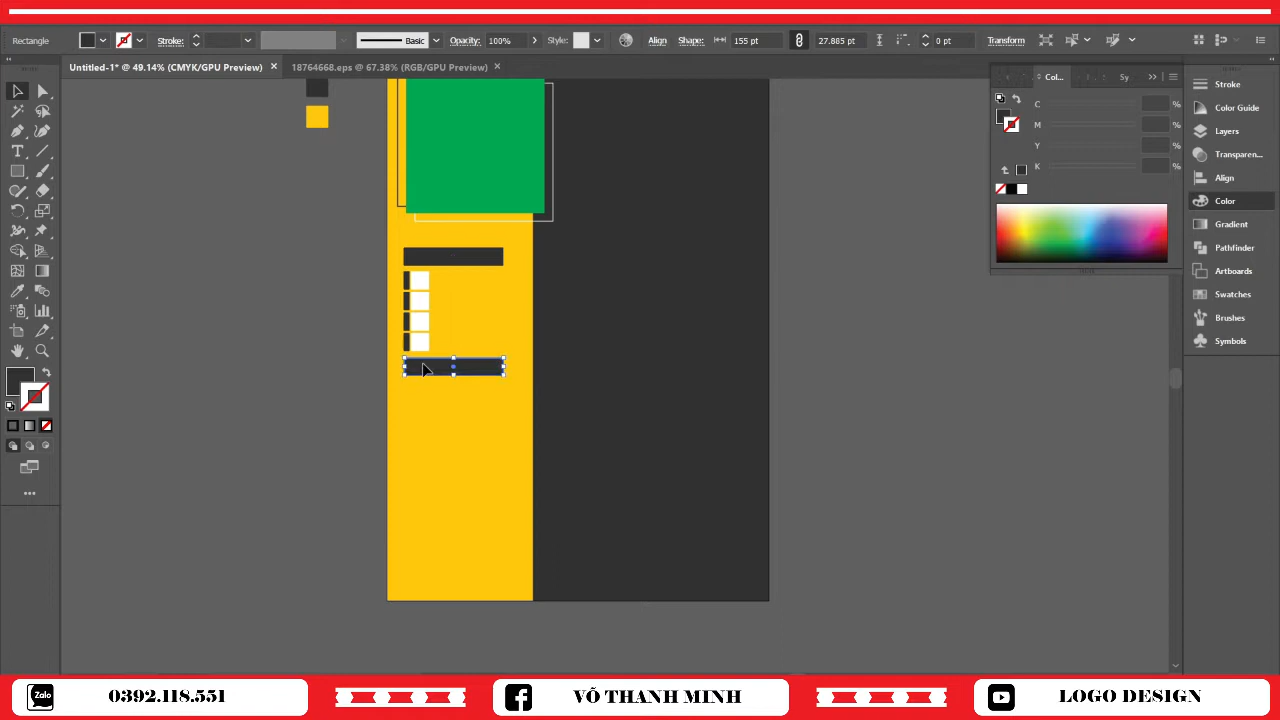 Rectangle
Stroke:
Basic
Opacity: 100%
Style:
Align
Shape:
155 pt
27.885 pt
0 pt
Transform
Untitled-1* @ 49.14% (CMYK/GPU Preview) ×
18764668.eps @ 67.38% (RGB/GPU Preview) ×
Col...
Sy
C %
M %
Y %
K %
Stroke
Color Guide
Layers
Transparen...
Align
Color
Gradient
Pathfinder
Artboards
Swatches
Brushes
Symbols
Zalo
0392.118.551
VÕ THANH MINH
LOGO DESIGN